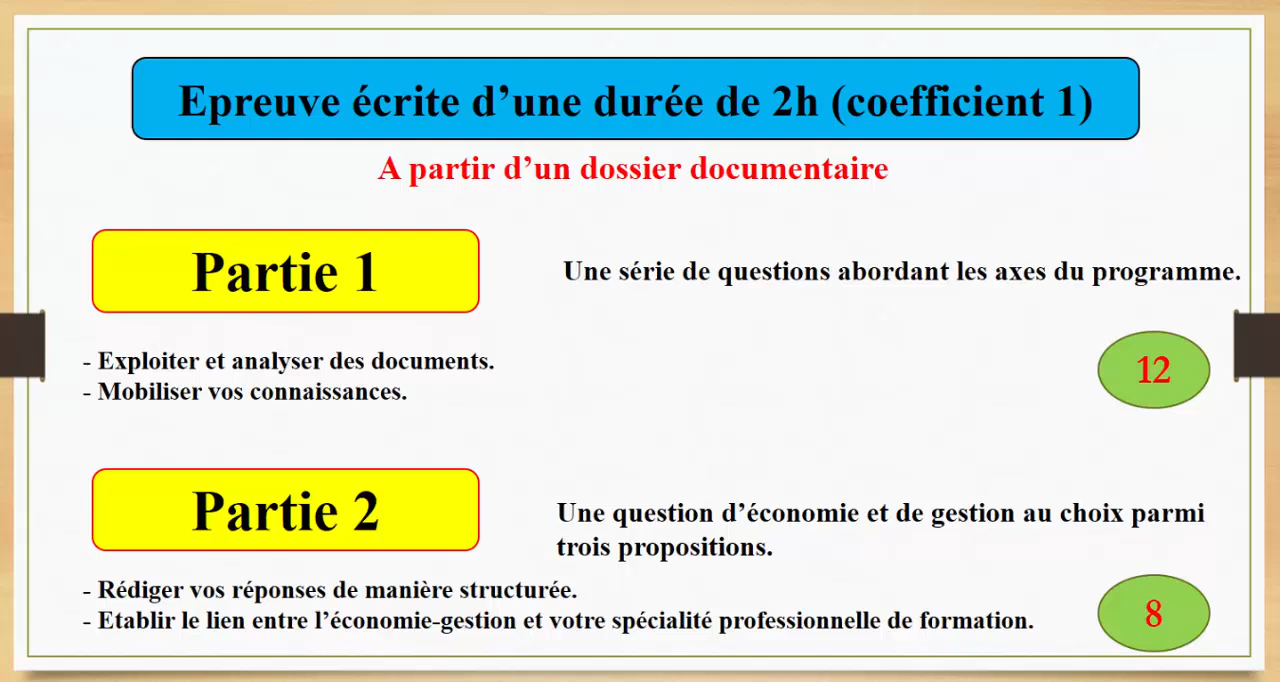 Epreuve écrite d’une durée de 2h (coefficient 1)
A partir d’un dossier documentaire
Partie 1
Une série de questions abordant les axes du programme.
- Exploiter et analyser des documents.
- Mobiliser vos connaissances.
12
Partie 2
Une question d’économie et de gestion au choix parmi
trois propositions.
- Rédiger vos réponses de manière structurée.
- Etablir le lien entre l’économie-gestion et votre spécialité professionnelle de formation.
8